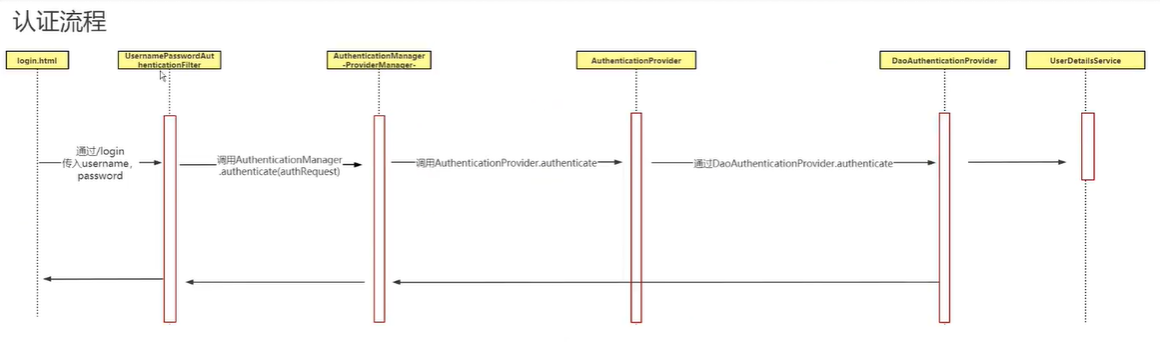 认证流程
login.html
UsernamePasswordAut
henticationFilter
AuthenticationManager
-ProviderManager-
AuthenticationProvider
DaoAuthenticationProvider
UserDetailsService
通过/login
传入username,
password
调用AuthenticationManager
.authenticate(authRequest)
调用AuthenticationProvider.authenticate
通过DaoAuthenticationProvider.authenticate